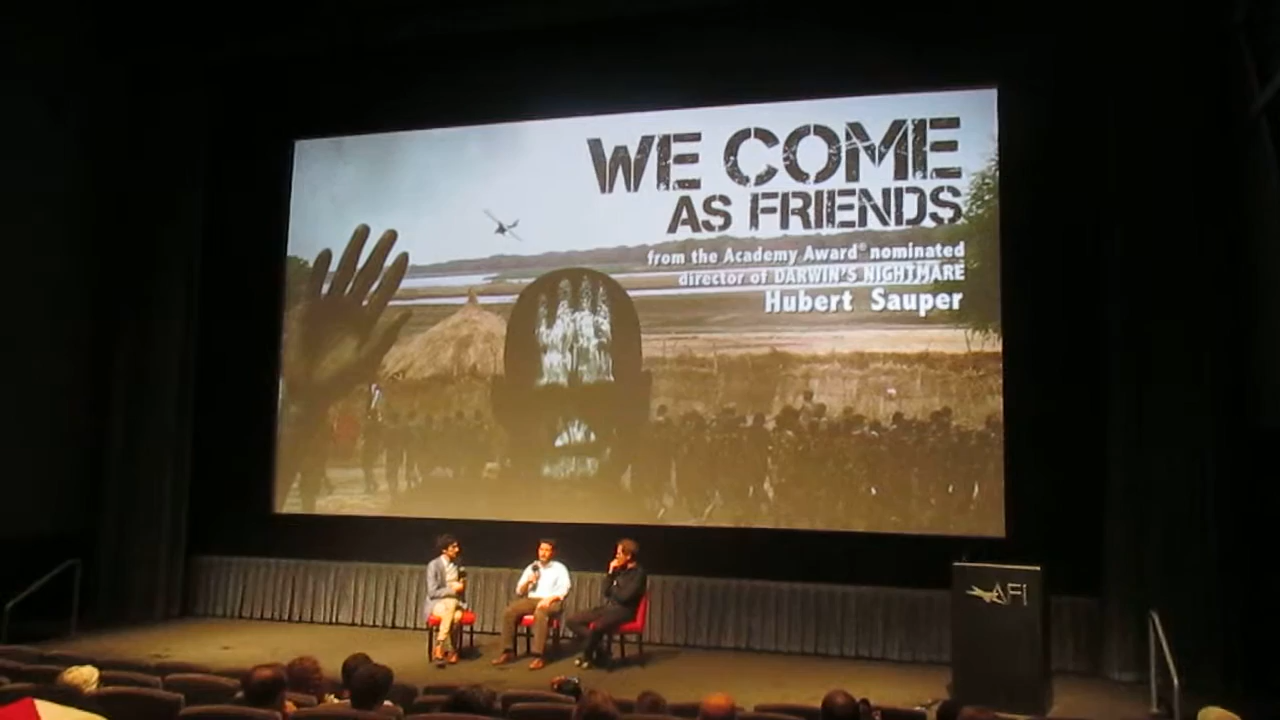 WE COME
AS FRIENDS
from the Academy Award® nominated
director of DARWIN'S NIGHTMARE
Hubert Sauper
AFI